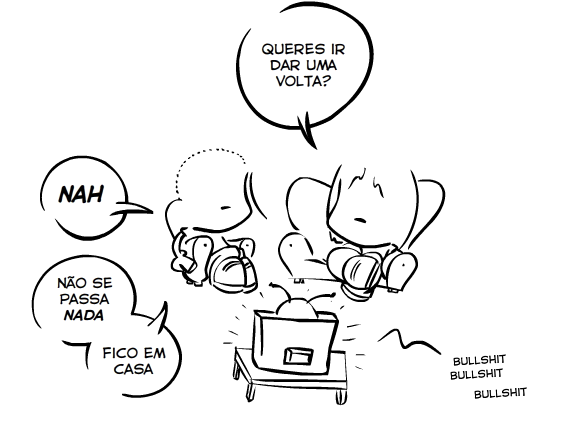 QUERES IR
DAR UMA
VOLTA?
NAH
NÃO SE
PASSA
NADA
FICO EM
CASA
BULLSHIT
BULLSHIT
BULLSHIT